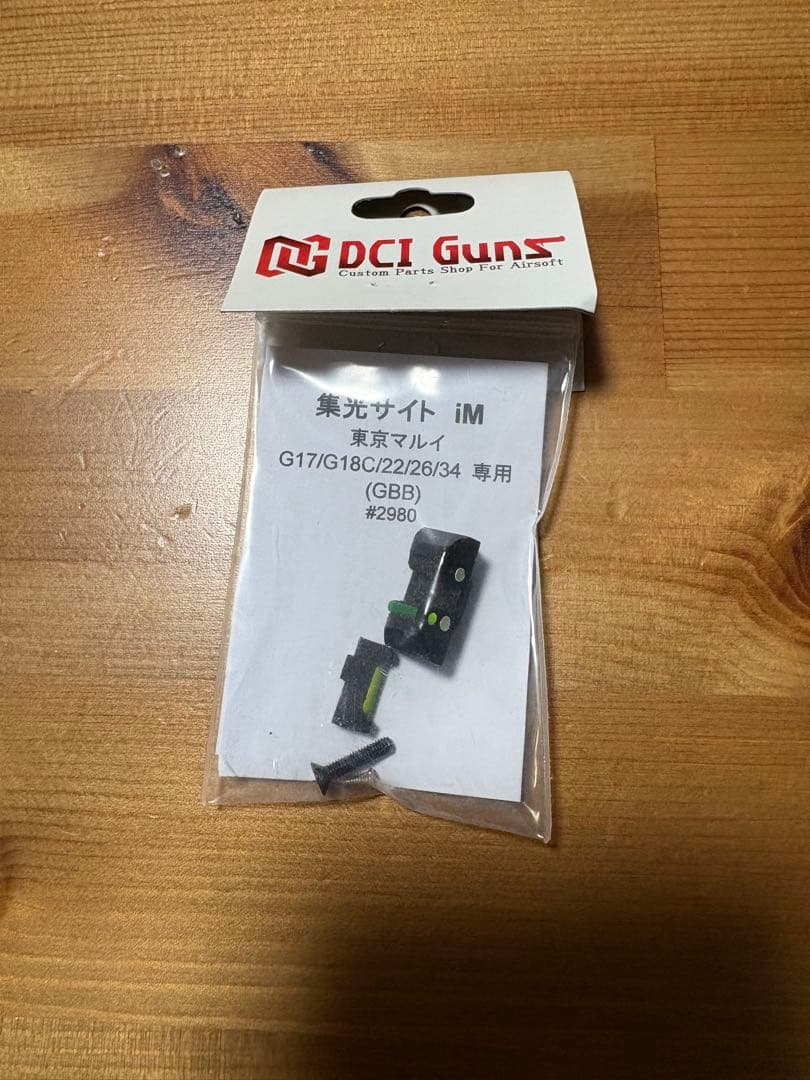 DCI Guns
Custom Parts Shop For Airsoft
集光サイト iM
東京マルイ
G17/G18C/22/26/34 専用
(GBB)
#2980